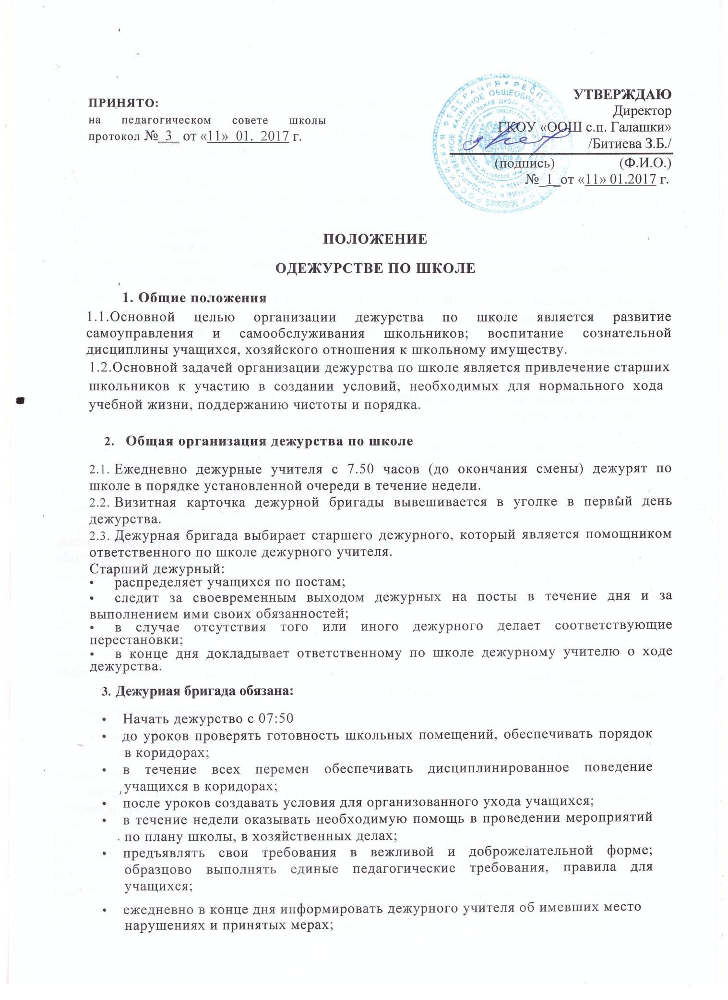 ПРИНЯТО:
на педагогическом совете школы
протокол №_3_ от «11» 01. 2017 г.
УТВЕРЖДАЮ
Директор
ГКОУ «ООШ с.п. Галашки»
/Битиева З.Б./
(подпись) (Ф.И.О.)
№_1_от «11» 01.2017 г.
ПОЛОЖЕНИЕ
ОДЕЖУРСТВЕ ПО ШКОЛЕ
1. Общие положения
1.1.Основной целью организации дежурства по школе является развитие
самоуправления и самообслуживания школьников; воспитание сознательной
дисциплины учащихся, хозяйского отношения к школьному имуществу.
1.2.Основной задачей организации дежурства по школе является привлечение старших
школьников к участию в создании условий, необходимых для нормального хода
учебной жизни, поддержанию чистоты и порядка.
2. Общая организация дежурства по школе
2.1. Ежедневно дежурные учителя с 7.50 часов (до окончания смены) дежурят по
школе в порядке установленной очереди в течение недели.
2.2. Визитная карточка дежурной бригады вывешивается в уголке в первый день
дежурства.
2.3. Дежурная бригада выбирает старшего дежурного, который является помощником
ответственного по школе дежурного учителя.
Старший дежурный:
• распределяет учащихся по постам;
• следит за своевременным выходом дежурных на посты в течение дня и за
выполнением ими своих обязанностей;
• в случае отсутствия того или иного дежурного делает соответствующие
перестановки;
• в конце дня докладывает ответственному по школе дежурному учителю о ходе
дежурства.
3. Дежурная бригада обязана:
• Начать дежурство с 07:50
• до уроков проверять готовность школьных помещений, обеспечивать порядок
в коридорах;
• в течение всех перемен обеспечивать дисциплинированное поведение
учащихся в коридорах;
• после уроков создавать условия для организованного ухода учащихся;
• в течение недели оказывать необходимую помощь в проведении мероприятий
по плану школы, в хозяйственных делах;
• предъявлять свои требования в вежливой и доброжелательной форме;
образцово выполнять единые педагогические требования, правила для
учащихся;
• ежедневно в конце дня информировать дежурного учителя об имевших место
нарушениях и принятых мерах;